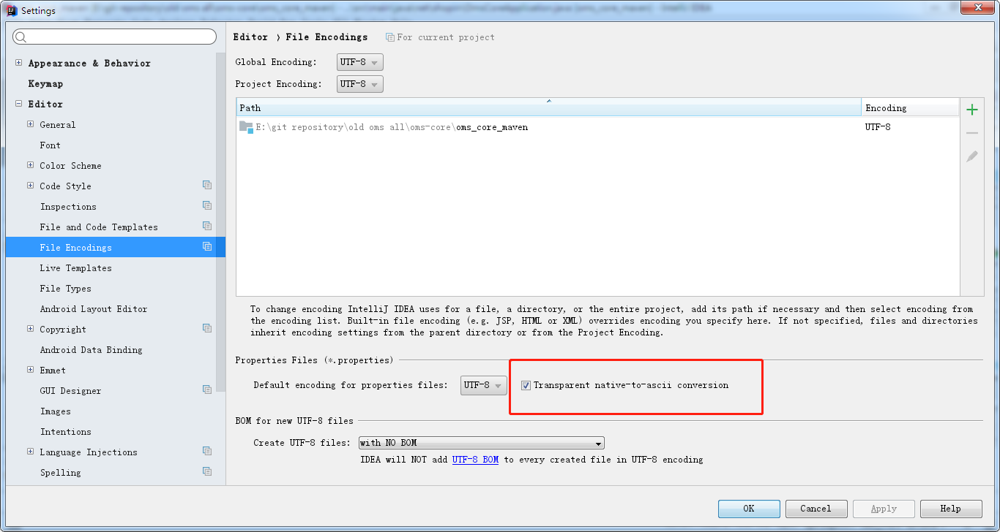 Settings
Appearance & Behavior
Keymap
Editor
General
Font
Color Scheme
Code Style
Inspections
File and Code Templates
File Encodings
Live Templates
File Types
Android Layout Editor
Copyright
Android Data Binding
Emmet
GUI Designer
Images
Intentions
Language Injections
Spelling
Editor › File Encodings For current project
Global Encoding: UTF-8
Project Encoding: UTF-8
Path Encoding
E:\git repository\old oms all\oms-core\oms_core_maven UTF-8
To change encoding IntelliJ IDEA uses for a file, a directory, or the entire project, add its path if necessary and then select encoding from
the encoding list. Built-in file encoding (e.g. JSP, HTML or XML) overrides encoding you specify here. If not specified, files and directories
inherit encoding settings from the parent directory or from the Project Encoding.
Properties Files (*.properties)
Default encoding for properties files: UTF-8 Transparent native-to-ascii conversion
BOM for new UTF-8 files
Create UTF-8 files: with NO BOM
IDEA will NOT add UTF-8 BOM to every created file in UTF-8 encoding
OK Cancel Apply Help